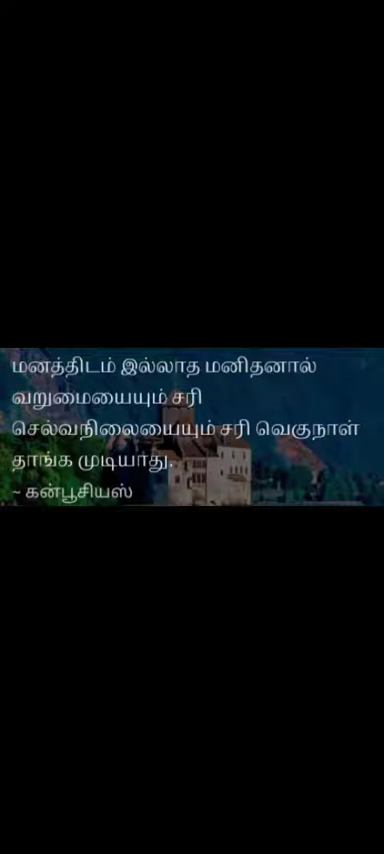 மனத்திடம் இல்லாத மனிதனால்
வறுமையையும் சரி
செல்வநிலையையும் சரி வெகுநாள்
தாங்க முடியாது.
~ கன்பூசியஸ்